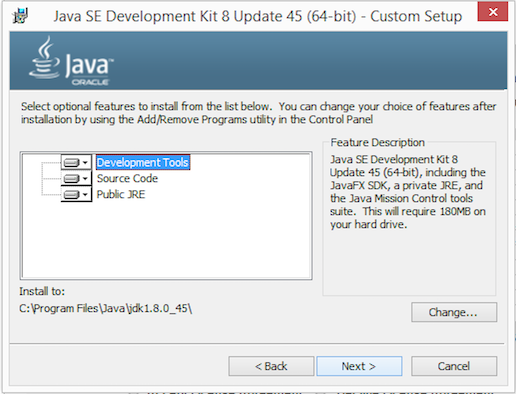 Java SE Development Kit 8 Update 45 (64-bit) - Custom Setup
Java™
ORACLE
Select optional features to install from the list below. You can change your choice of features after
installation by using the Add/Remove Programs utility in the Control Panel
Development Tools
Source Code
Public JRE
Feature Description
Java SE Development Kit 8
Update 45 (64-bit), including the
JavaFX SDK, a private JRE, and
the Java Mission Control tools
suite. This will require 180MB on
your hard drive.
Install to:
C:\Program Files\Java\jdk1.8.0_45\
Change...
< Back
Next >
Cancel